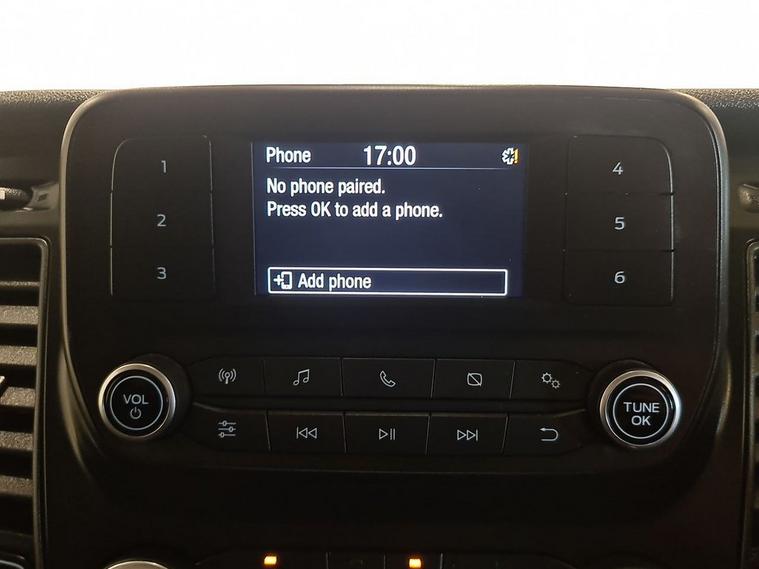 Phone 17:00
No phone paired.
Press OK to add a phone.
Add phone
1
2
3
4
5
6
VOL
TUNE
OK